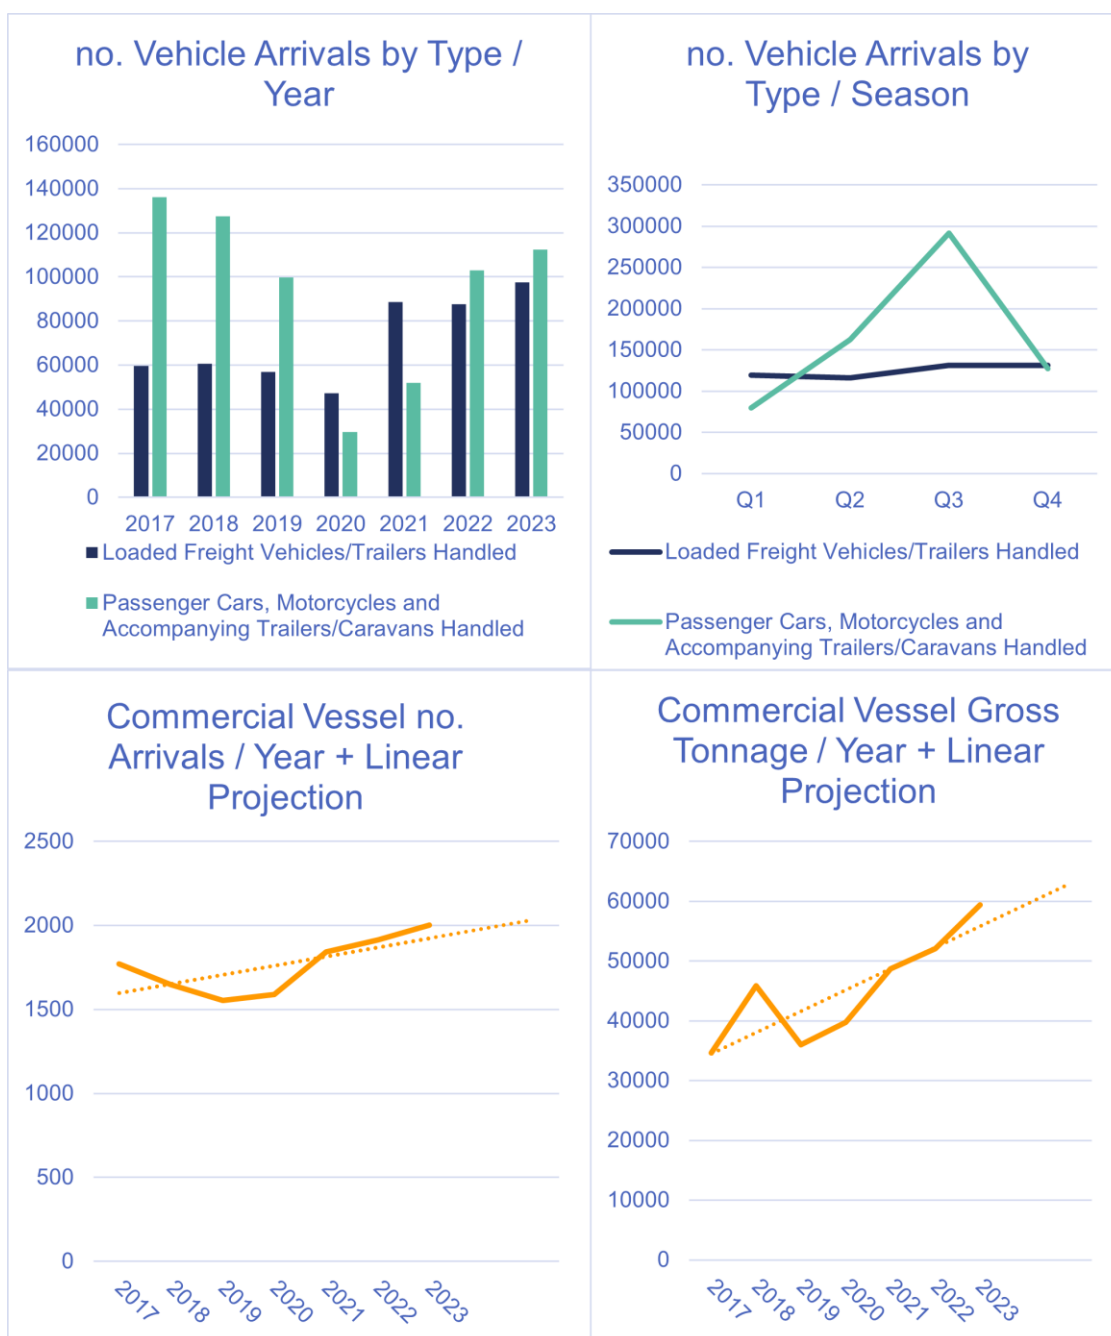 no. Vehicle Arrivals by Type /
Year
160000
140000
120000
100000
80000
60000
40000
20000
0
2017 2018 2019 2020 2021 2022 2023
Loaded Freight Vehicles/Trailers Handled
Passenger Cars, Motorcycles and
Accompanying Trailers/Caravans Handled
no. Vehicle Arrivals by
Type / Season
350000
300000
250000
200000
150000
100000
50000
0
Q1 Q2 Q3 Q4
Loaded Freight Vehicles/Trailers Handled
Passenger Cars, Motorcycles and
Accompanying Trailers/Caravans Handled
Commercial Vessel no.
Arrivals / Year + Linear
Projection
2500
2000
1500
1000
500
0
2017 2018 2019 2020 2021 2022 2023
Commercial Vessel Gross
Tonnage / Year + Linear
Projection
70000
60000
50000
40000
30000
20000
10000
0
2017 2018 2019 2020 2021 2022 2023